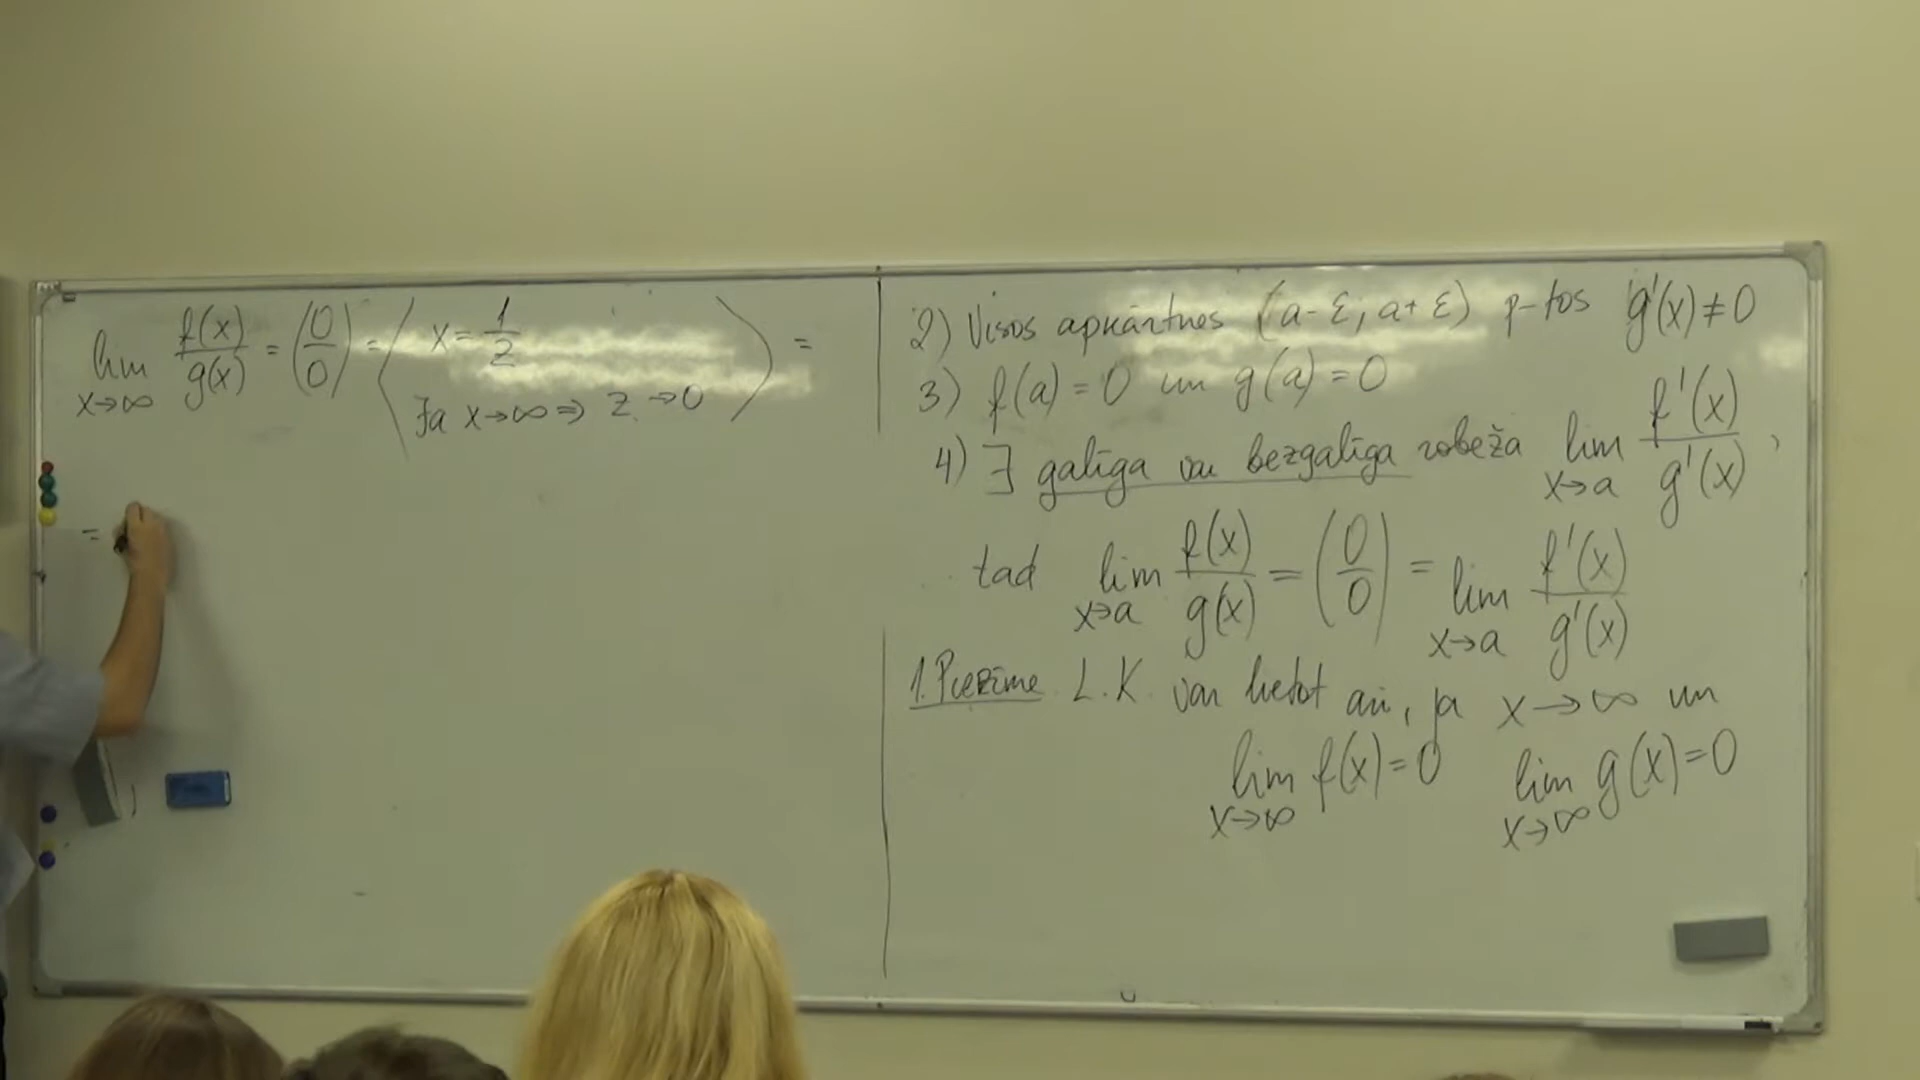 lim x→∞ f(x)/g(x) = (0/0) = ⟨ x = 1/z
Ja x→∞ ⇒ z→0 ⟩ =
=
2) Visos apkārtnes (a-ε; a+ε) p-tos g'(x) ≠ 0
3) f(a) = 0 un g(a) = 0
4) ∃ galīga vai bezgalīga robeža lim x→a f'(x)/g'(x),
tad lim x→a f(x)/g(x) = (0/0) = lim x→a f'(x)/g'(x)
1. Piezīme L.K. var lietot arī, ja x→∞ un
lim x→∞ f(x) = 0 lim x→∞ g(x) = 0